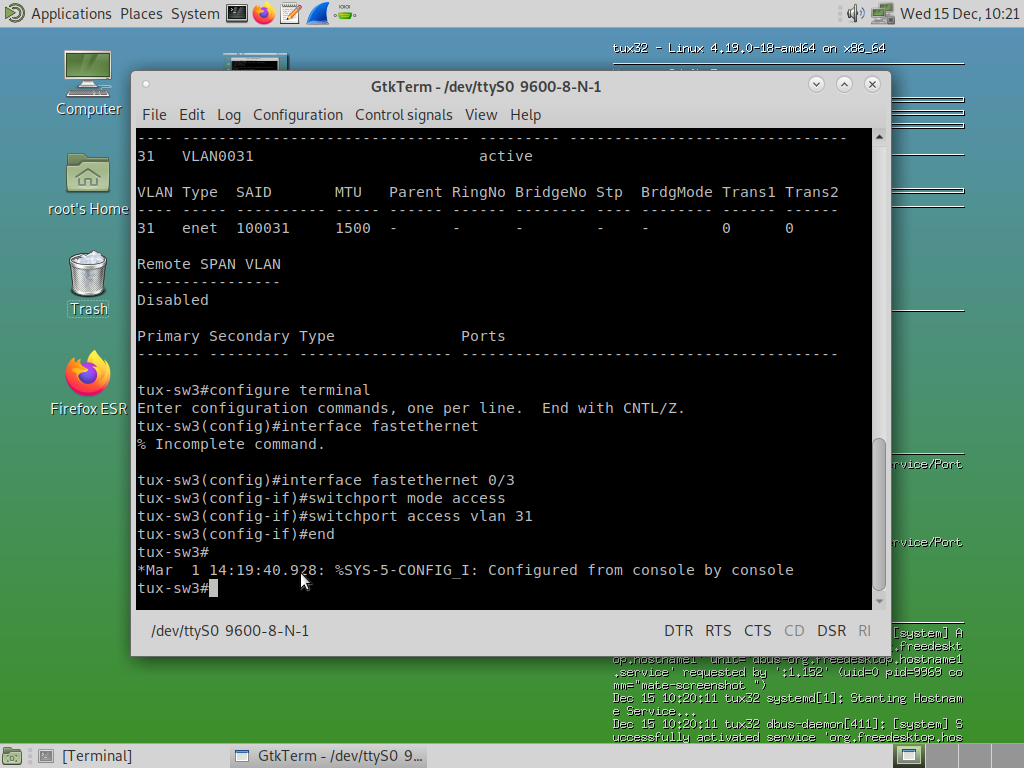 Applications Places System
Wed 15 Dec, 10:21
tux32 - Linux 4.19.0-18-amd64 on x86_64
Computer
root's Home
Trash
Firefox ESR
GtkTerm - /dev/ttyS0 9600-8-N-1
File Edit Log Configuration Control signals View Help
---- -------------------------------- --------- -------------------------------
31   VLAN0031                         active
VLAN Type  SAID       MTU   Parent RingNo BridgeNo Stp  BrdgMode Trans1 Trans2
---- ----- ---------- ----- ------ ------ -------- ---- -------- ------ ------
31   enet  100031     1500  -      -      -        -    -        0      0
Remote SPAN VLAN
----------------
Disabled
Primary Secondary Type              Ports
------- --------- ----------------- ------------------------------------------
tux-sw3#configure terminal
Enter configuration commands, one per line.  End with CNTL/Z.
tux-sw3(config)#interface fastethernet
% Incomplete command.
tux-sw3(config)#interface fastethernet 0/3
tux-sw3(config-if)#switchport mode access
tux-sw3(config-if)#switchport access vlan 31
tux-sw3(config-if)#end
tux-sw3#
*Mar  1 14:19:40.928: %SYS-5-CONFIG_I: Configured from console by console
tux-sw3#
/dev/ttyS0 9600-8-N-1
DTR RTS CTS CD DSR RI
rvice/Port
ervice/Port
[system] A
g.freedeskt
op.hostname1' unit='dbus-org.freedesktop.hostname1
.service' requested by ':1.152' (uid=0 pid=9969 co
mm="mate-screenshot ")
Dec 15 10:20:11 tux32 systemd[1]: Starting Hostnam
e Service...
Dec 15 10:20:11 tux32 dbus-daemon[411]: [system] S
uccessfully activated service 'org.freedesktop.hos
[Terminal]
GtkTerm - /dev/ttyS0 9...